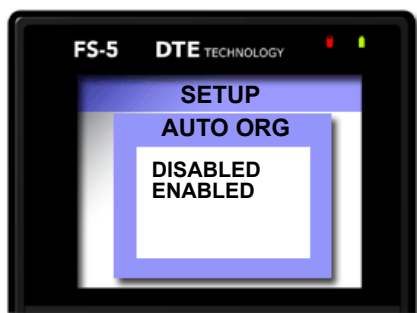 FS-5 DTE TECHNOLOGY
SETUP
AUTO ORG
DISABLED
ENABLED